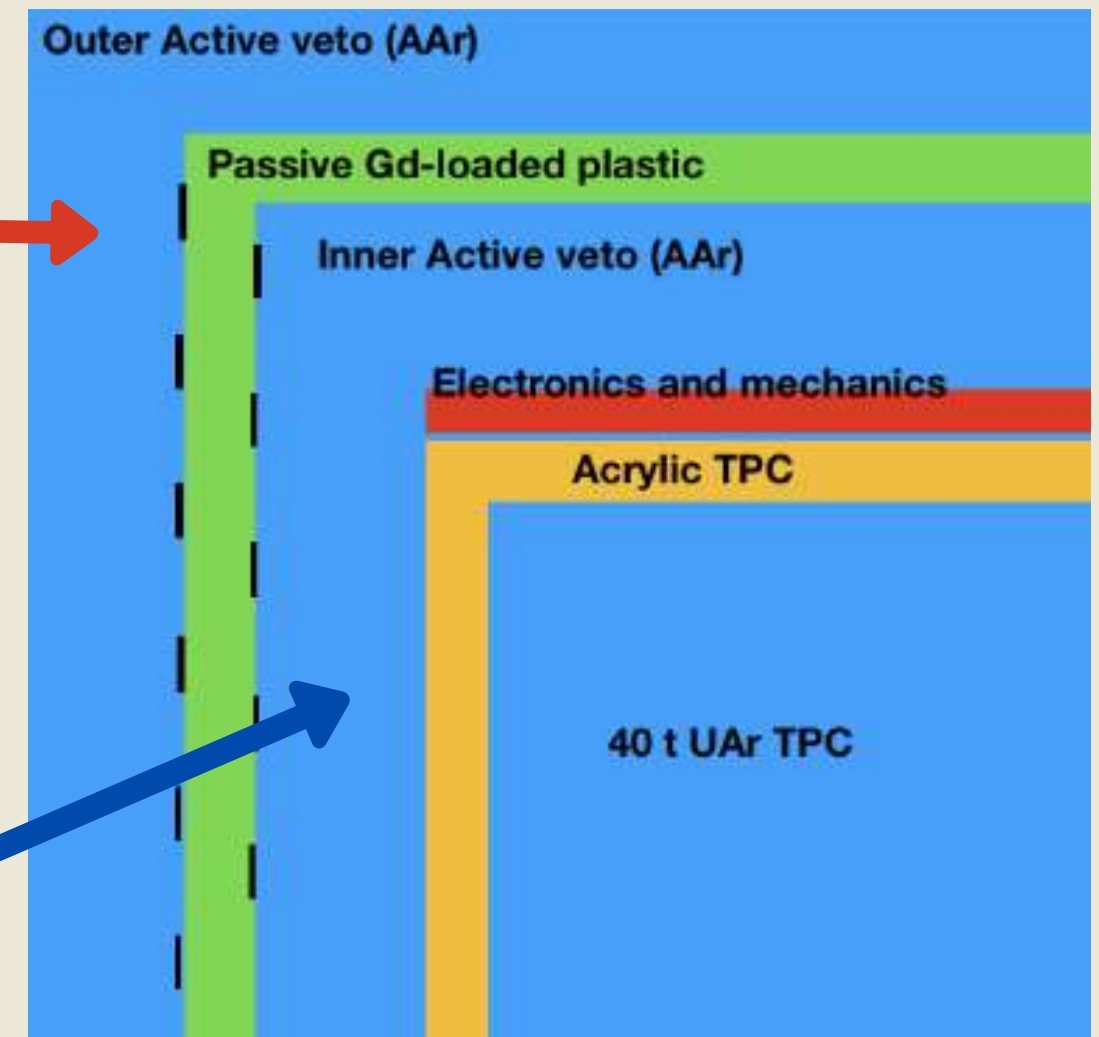 Outer Active veto (AAr)
Passive Gd-loaded plastic
Inner Active veto (AAr)
Electronics and mechanics
Acrylic TPC
40 t UAr TPC